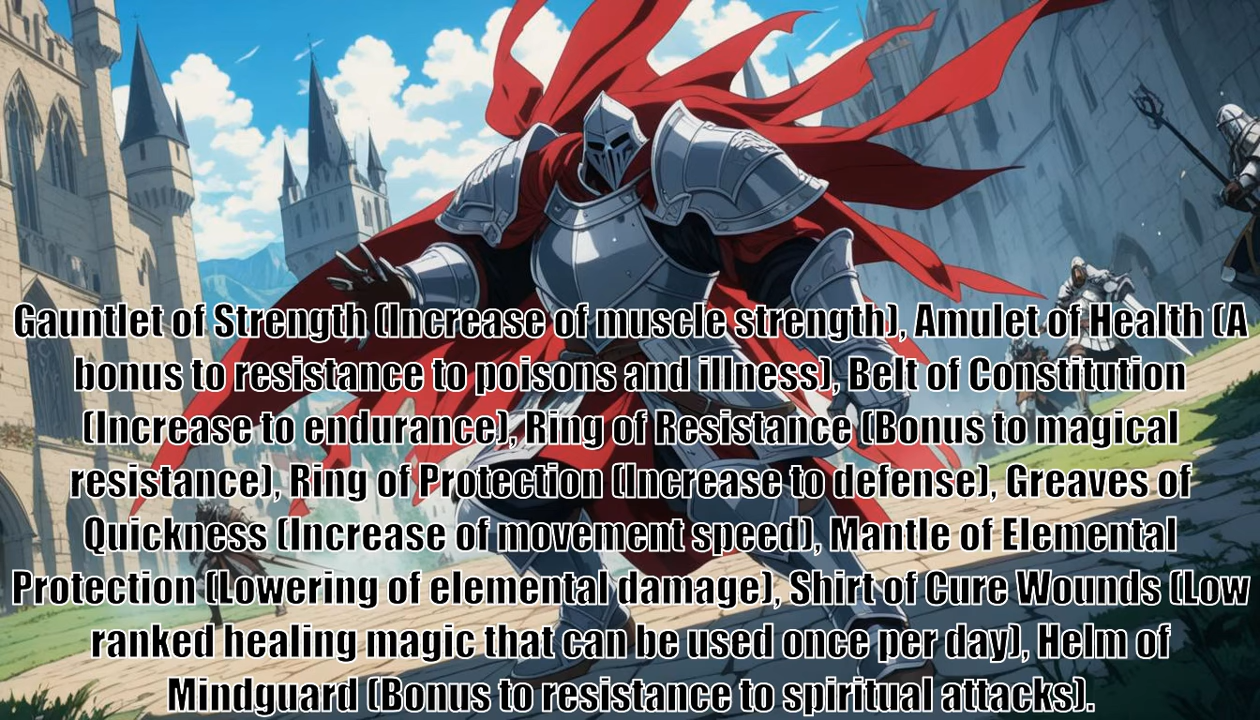 Gauntlet of Strength (Increase of muscle strength), Amulet of Health (A
bonus to resistance to poisons and illness), Belt of Constitution
(Increase to endurance), Ring of Resistance (Bonus to magical
resistance), Ring of Protection (Increase to defense), Greaves of
Quickness (Increase of movement speed), Mantle of Elemental
Protection (Lowering of elemental damage), Shirt of Cure Wounds (Low
ranked healing magic that can be used once per day), Helm of
Mindguard (Bonus to resistance to spiritual attacks).